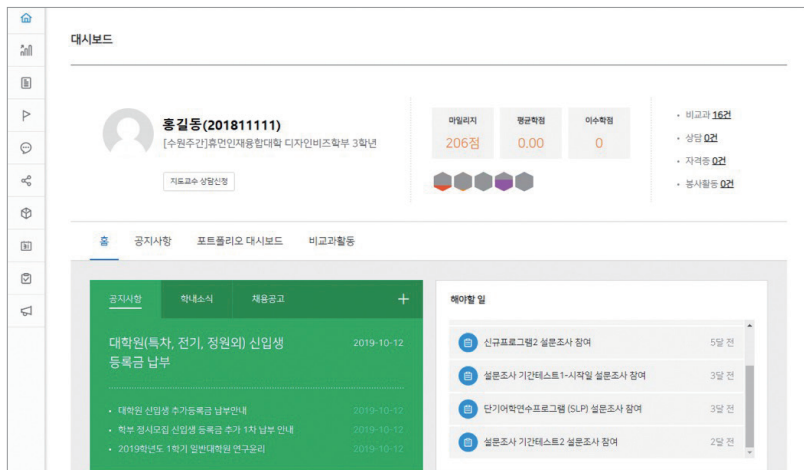 대시보드
홍길동(201811111)
[수원주간]휴먼인재융합대학 디자인비즈학부 3학년
지도교수 상담신청
마일리지
206점
평균학점
0.00
이수학점
0
• 비교과 16건
• 상담 0건
• 자격증 0건
• 봉사활동 0건
홈 공지사항 포트폴리오 대시보드 비교과활동
공지사항 학내소식 채용공고 +
대학원(특차, 전기, 정원외) 신입생 2019-10-12
등록금 납부
• 대학원 신입생 추가등록금 납부안내 2019-10-12
• 학부 정시모집 신입생 등록금 추가 1차 납부 안내 2019-10-12
• 2019학년도 1학기 일반대학원 연구윤리 2019-10-12
해야할 일
신규프로그램2 설문조사 참여 5달 전
설문조사 기간테스트1-시작일 설문조사 참여 3달 전
단기어학연수프로그램 (SLP) 설문조사 참여 3달 전
설문조사 기간테스트2 설문조사 참여 2달 전